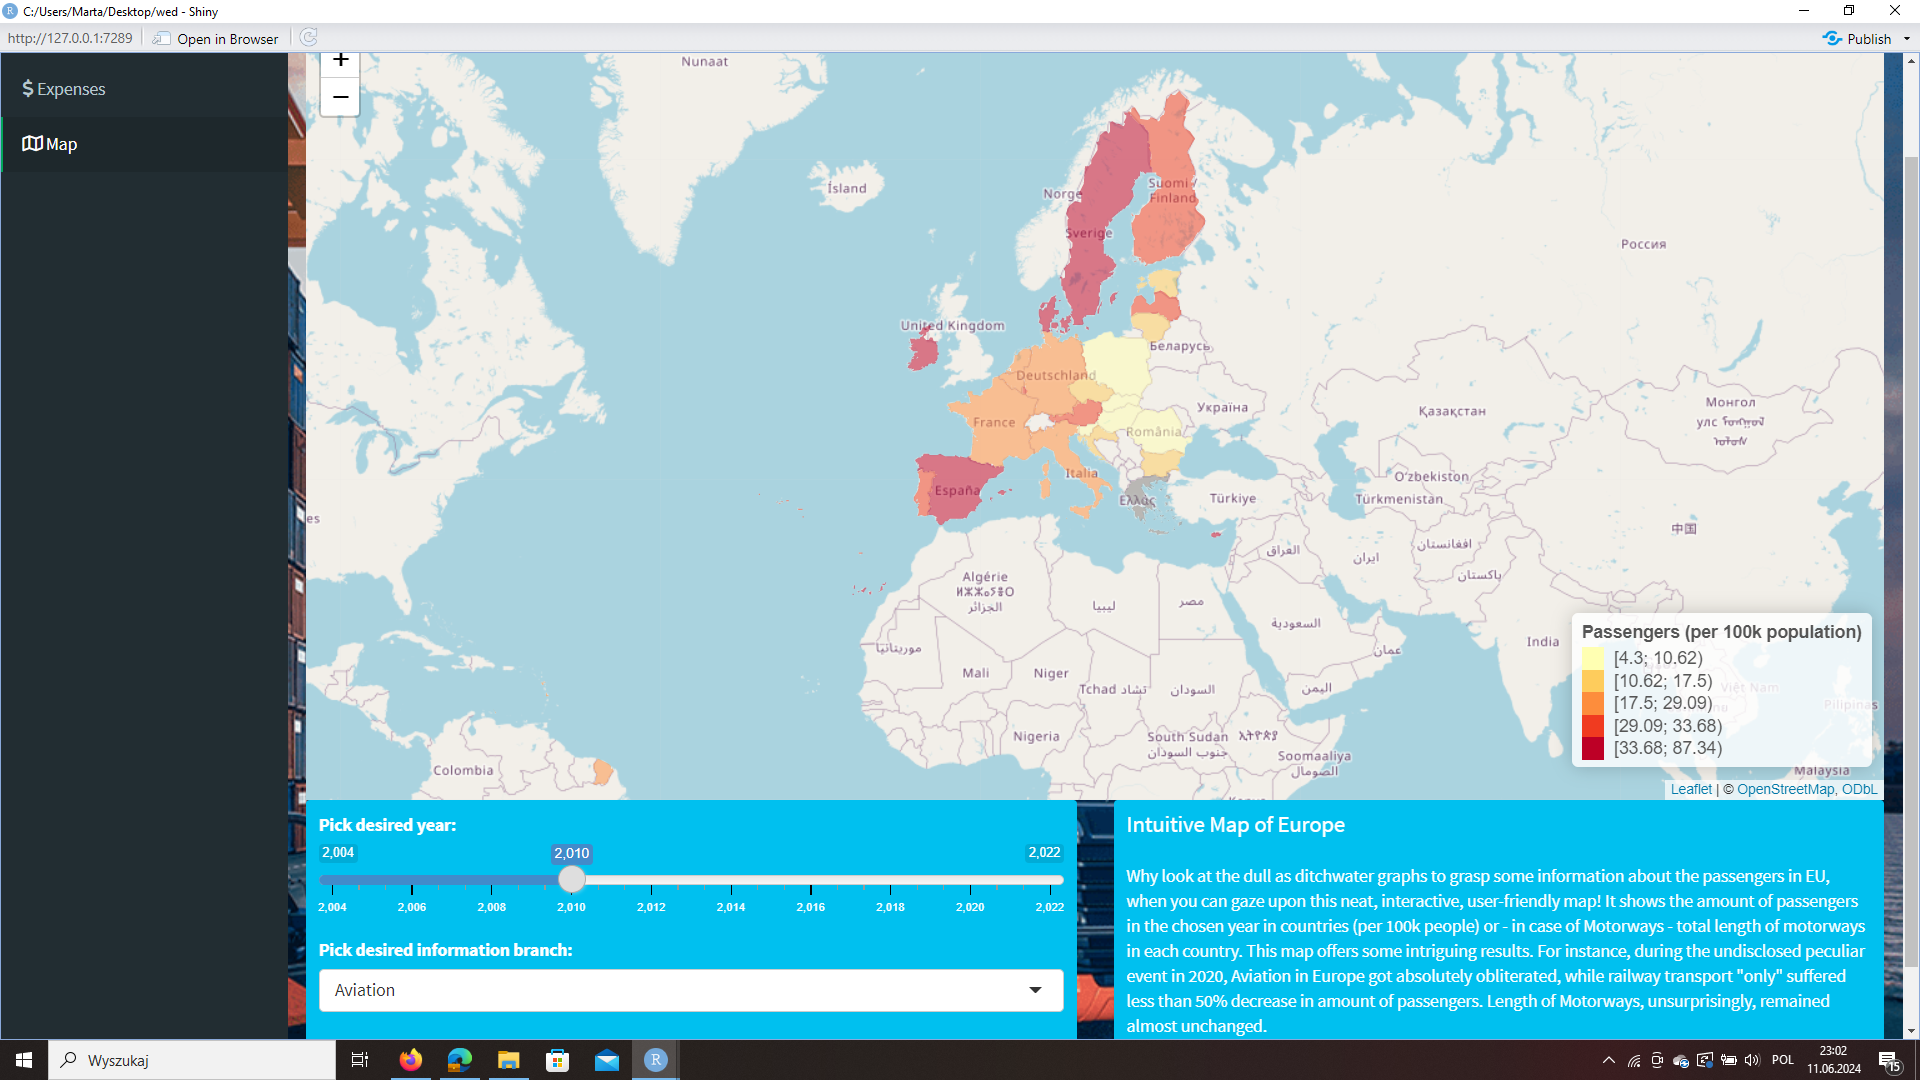 C:/Users/Marta/Desktop/wed - Shiny
http://127.0.0.1:7289
Open in Browser
Publish
Expenses
Map
+
−
Nunaat
Ísland
Norge
Suomi /
Finland
Sverige
Россия
United Kingdom
Беларусь
Deutschland
Україна
Қазақстан
Монгол
улс
France
România
Italia
España
Ελλάς
Türkiye
Oʻzbekiston
Türkmenistan
es
中国
العراق
ایران
افغانستان
پاکستان
Algérie
ⵍⵣⵣⴰⵢⴻⵔ
الجزائر
ليبيا
مصر
السعودية
عمان
India
موريتانيا
Mali
Niger
Tchad تشاد
السودان
اليمن
Việt Nam
Pilipinas
Nigeria
South Sudan
جنوب السودان
ኢትዮጵያ
Soomaaliya
الصومال
Colombia
Malaysia
Passengers (per 100k population)
[4.3; 10.62)
[10.62; 17.5)
[17.5; 29.09)
[29.09; 33.68)
[33.68; 87.34)
Leaflet | © OpenStreetMap, ODbL
Pick desired year:
2,004
2,010
2,022
2,004 2,006 2,008 2,010 2,012 2,014 2,016 2,018 2,020 2,022
Pick desired information branch:
Aviation
Intuitive Map of Europe
Why look at the dull as ditchwater graphs to grasp some information about the passengers in EU,
when you can gaze upon this neat, interactive, user-friendly map! It shows the amount of passengers
in the chosen year in countries (per 100k people) or - in case of Motorways - total length of motorways
in each country. This map offers some intriguing results. For instance, during the undisclosed peculiar
event in 2020, Aviation in Europe got absolutely obliterated, while railway transport "only" suffered
less than 50% decrease in amount of passengers. Length of Motorways, unsurprisingly, remained
almost unchanged.
Wyszukaj
POL
23:02
11.06.2024
15